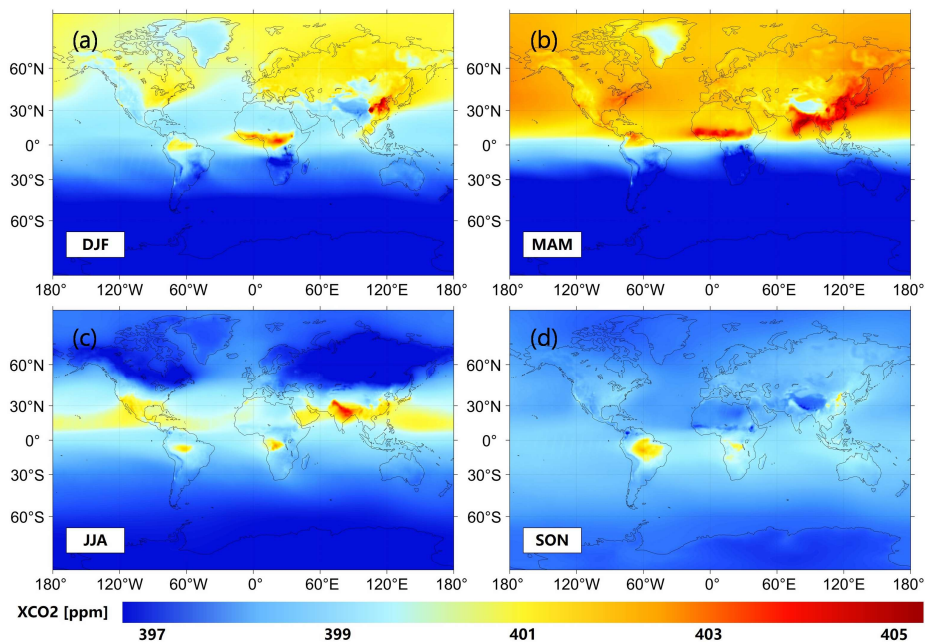 (a) (b)
60°N 60°N
30°N 30°N
0° 0°
30°S 30°S
60°S 60°S
DJF MAM
180° 120°W 60°W 0° 60°E 120°E 180° 180° 120°W 60°W 0° 60°E 120°E 180°
(c) (d)
60°N 60°N
30°N 30°N
0° 0°
30°S 30°S
60°S 60°S
JJA SON
180° 120°W 60°W 0° 60°E 120°E 180° 180° 120°W 60°W 0° 60°E 120°E 180°
XCO2 [ppm]
397 399 401 403 405